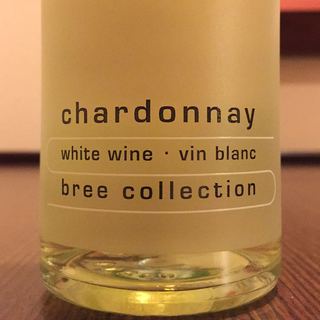 chardonnay
white wine · vin blanc
bree collection